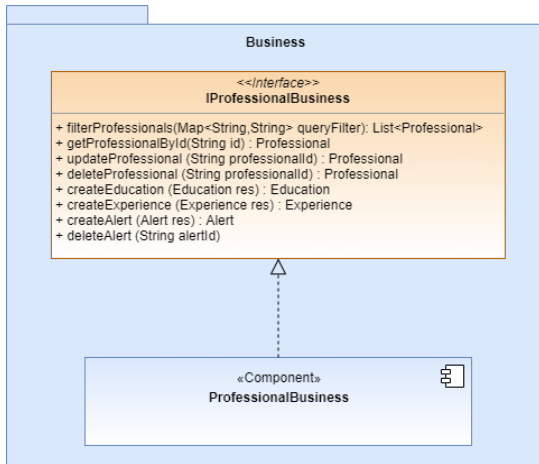 Business
<<Interface>>
IProfessionalBusiness
+ filterProfessionals(Map<String,String> queryFilter): List<Professional>
+ getProfessionalById(String id) : Professional
+ updateProfessional (String professionalId) : Professional
+ deleteProfessional (String professionalId) : Professional
+ createEducation (Education res) : Education
+ createExperience (Experience res) : Experience
+ createAlert (Alert res) : Alert
+ deleteAlert (String alertId)
«Component»
ProfessionalBusiness